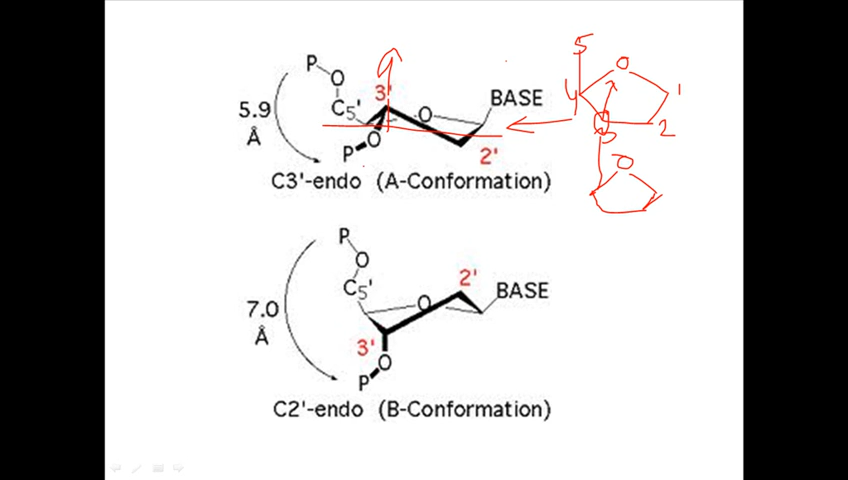 P
O
C5'
3'
O
BASE
5.9
Å
O
P
2'
C3'-endo (A-Conformation)
5
O
4
1
3
2
O
P
O
C5'
2'
BASE
7.0
Å
O
3'
O
P
C2'-endo (B-Conformation)